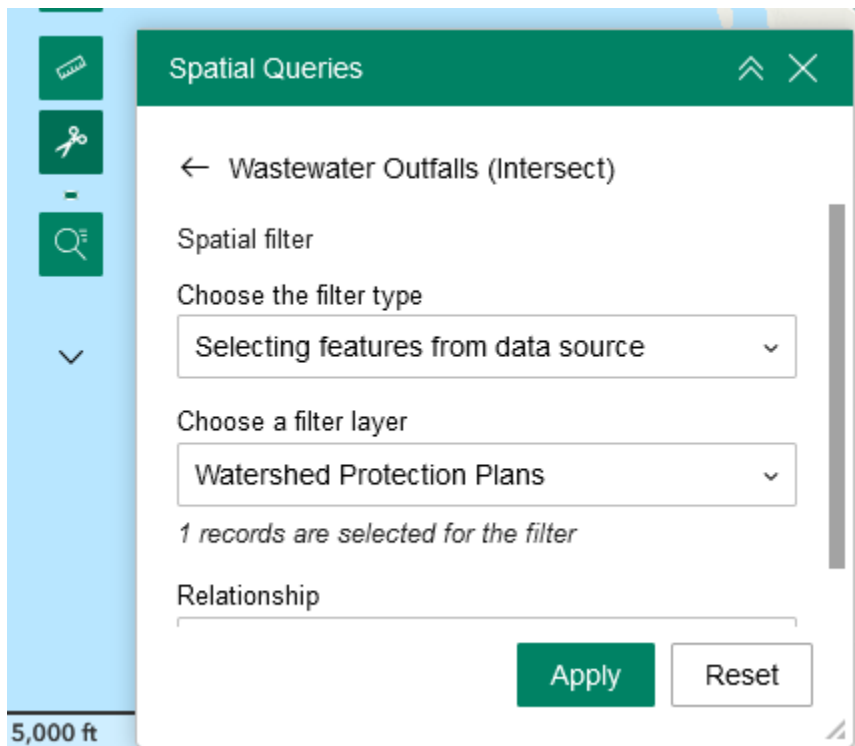 Spatial Queries
Wastewater Outfalls (Intersect)
Spatial filter
Choose the filter type
Selecting features from data source
Choose a filter layer
Watershed Protection Plans
1 records are selected for the filter
Relationship
Apply Reset
5,000 ft